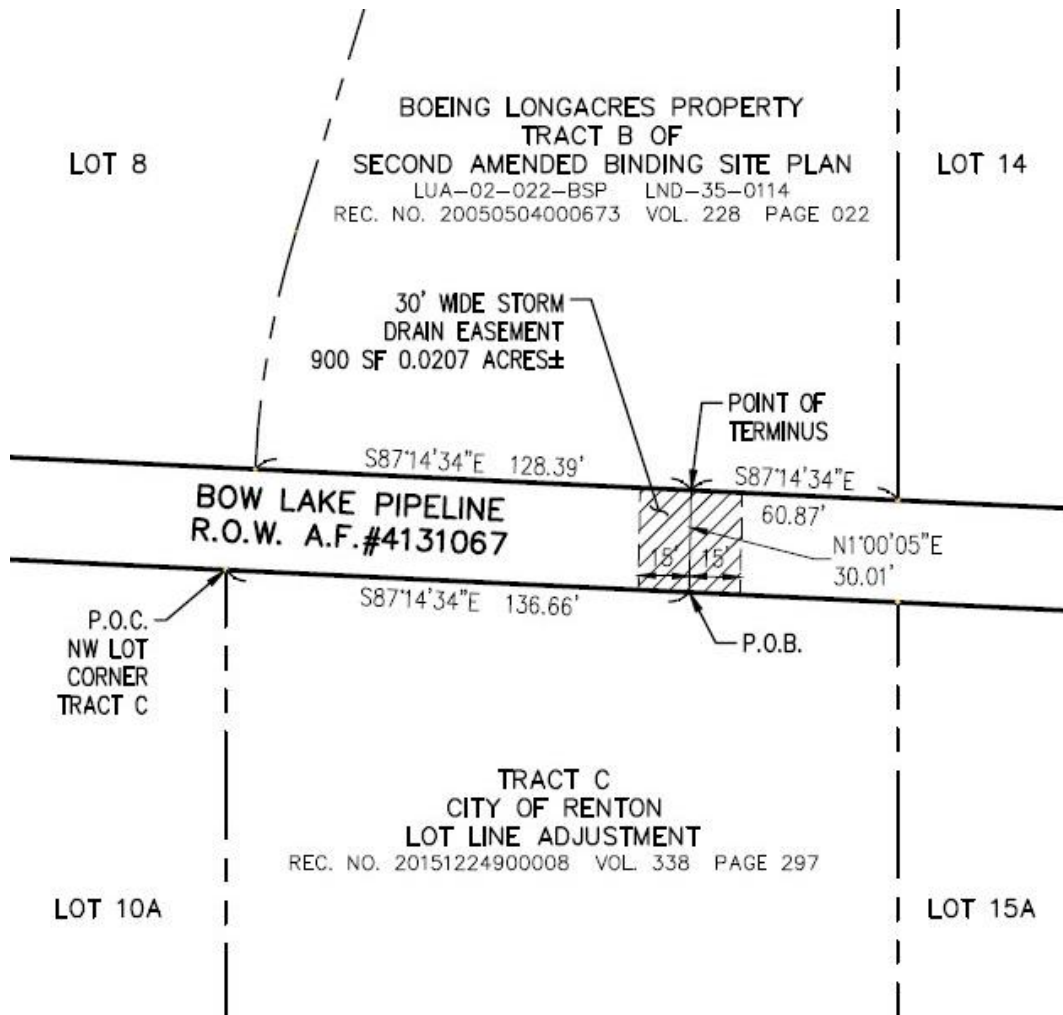 BOEING LONGACRES PROPERTY
TRACT B OF
SECOND AMENDED BINDING SITE PLAN
LUA-02-022-BSP LND-35-0114
REC. NO. 20050504000673 VOL. 228 PAGE 022
LOT 8
LOT 14
30' WIDE STORM
DRAIN EASEMENT
900 SF 0.0207 ACRES±
POINT OF
TERMINUS
S87°14'34"E 128.39'
S87°14'34"E
60.87'
BOW LAKE PIPELINE
R.O.W. A.F.#4131067
N1°00'05"E
30.01'
15' 15'
S87°14'34"E 136.66'
P.O.C.
NW LOT
CORNER
TRACT C
P.O.B.
TRACT C
CITY OF RENTON
LOT LINE ADJUSTMENT
REC. NO. 20151224900008 VOL. 338 PAGE 297
LOT 10A
LOT 15A